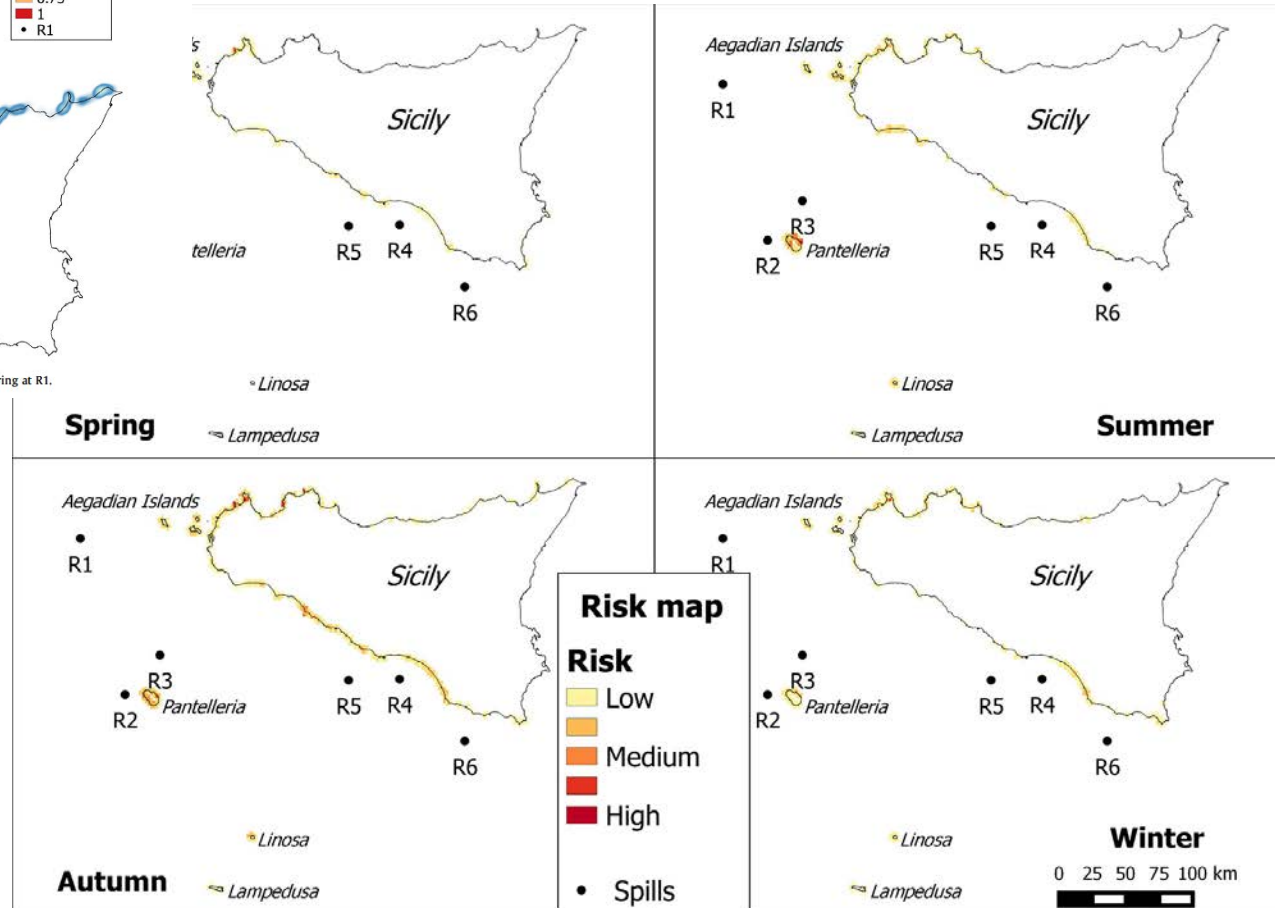 0.75
1
R1
ring at R1.
ls
Sicily
telleria
R5
R4
R6
Linosa
Lampedusa
Spring
Aegadian Islands
R1
Sicily
R3
R2
Pantelleria
R5
R4
R6
Linosa
Lampedusa
Summer
Aegadian Islands
R1
Sicily
R3
R2
Pantelleria
R5
R4
R6
Linosa
Lampedusa
Autumn
Risk map
Risk
Low
Medium
High
Spills
Aegadian Islands
R1
Sicily
R3
R2
Pantelleria
R5
R4
R6
Linosa
Lampedusa
Winter
0 25 50 75 100 km